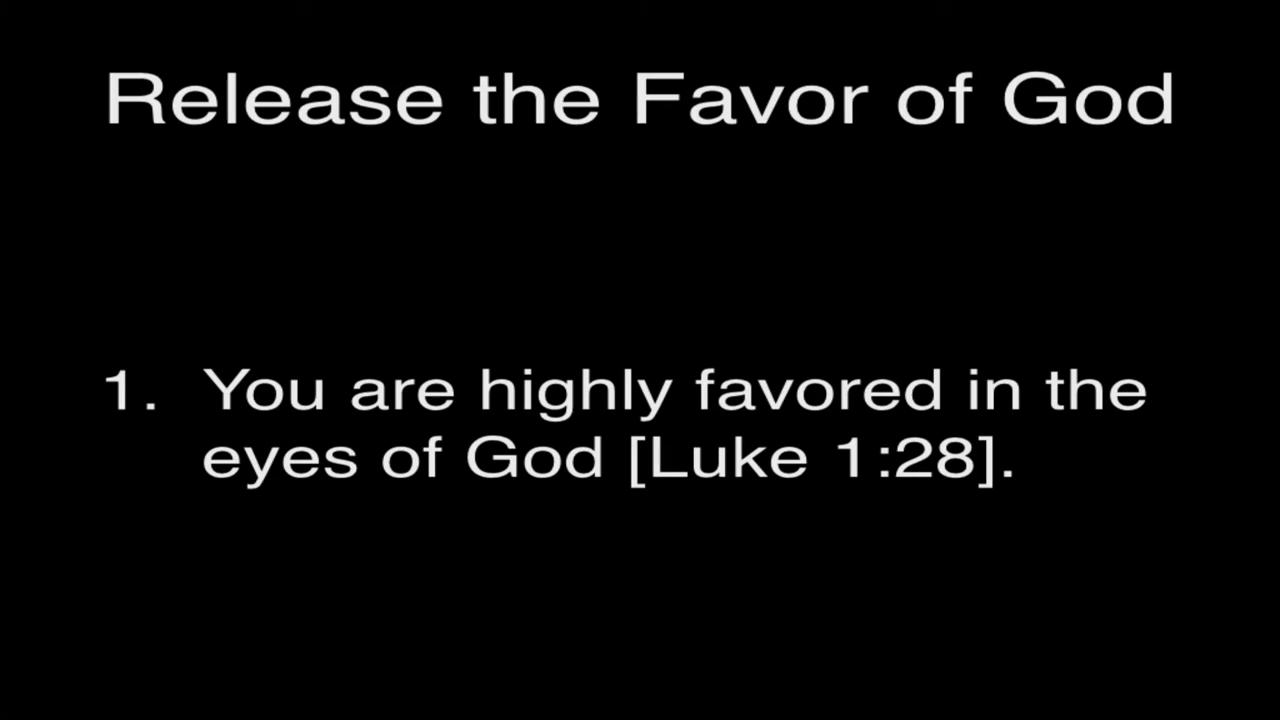 Release the Favor of God
1. You are highly favored in the
eyes of God [Luke 1:28].